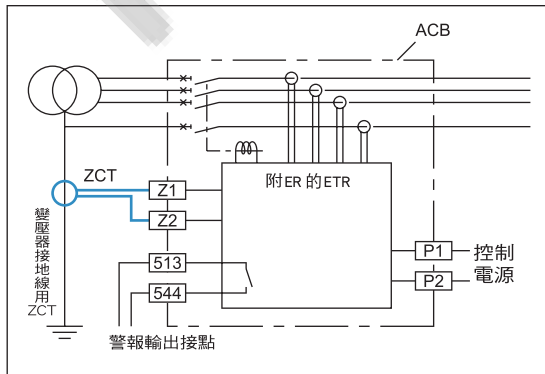 ACB
ZCT
Z1
Z2
附ER 的ETR
變壓器接地線用ZCT
513
544
P1
P2
控制
電源
警報輸出接點